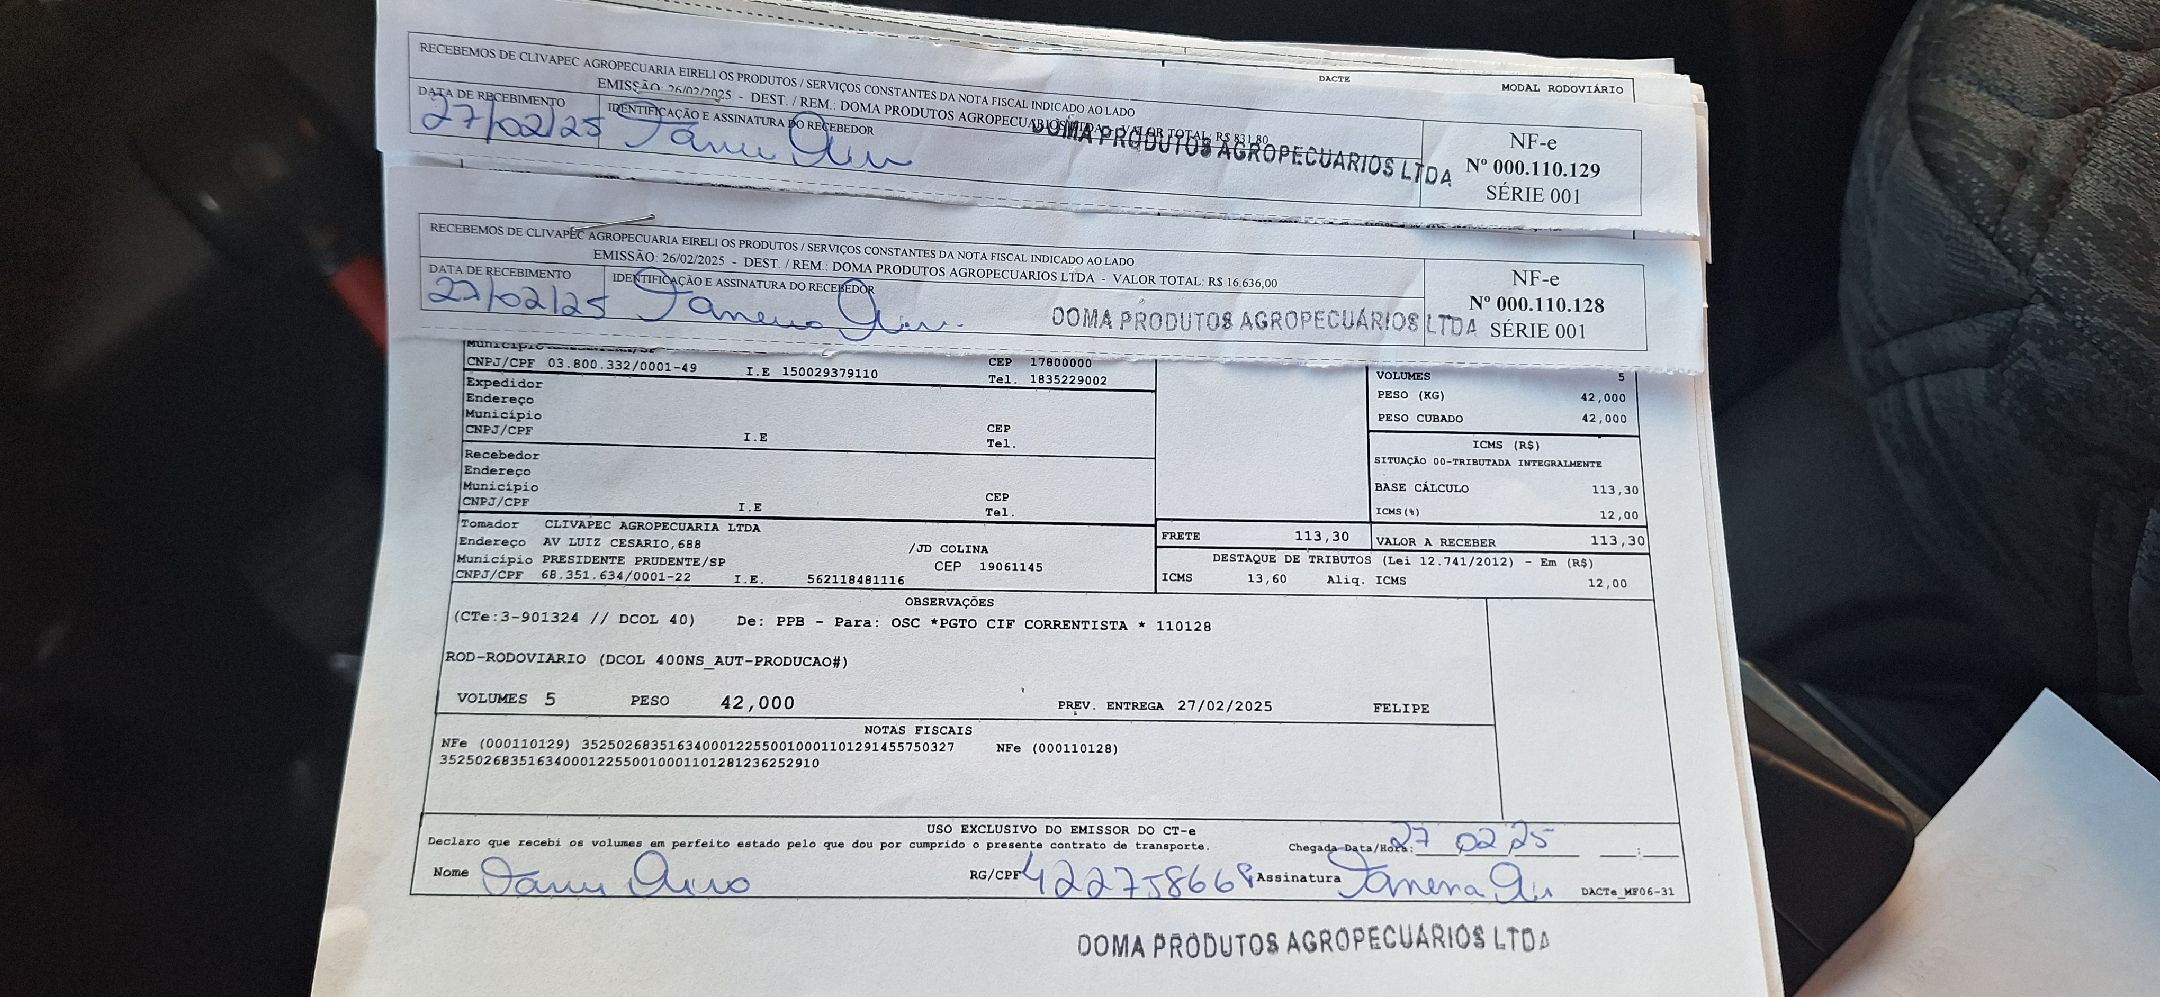 DACTE
MODAL RODOVIÁRIO
RECEBEMOS DE CLIVAPEC AGROPECUARIA EIRELI OS PRODUTOS / SERVIÇOS CONSTANTES DA NOTA FISCAL INDICADO AO LADO
EMISSÃO: 26/02/2025 - DEST. / REM.: DOMA PRODUTOS AGROPECUARIOS LTDA - VALOR TOTAL: R$ 831,80
DATA DE RECEBIMENTO IDENTIFICAÇÃO E ASSINATURA DO RECEBEDOR
27/02/25
DOMA PRODUTOS AGROPECUARIOS LTDA
NF-e
Nº 000.110.129
SÉRIE 001
RECEBEMOS DE CLIVAPEC AGROPECUARIA EIRELI OS PRODUTOS / SERVIÇOS CONSTANTES DA NOTA FISCAL INDICADO AO LADO
EMISSÃO: 26/02/2025 - DEST. / REM.: DOMA PRODUTOS AGROPECUARIOS LTDA - VALOR TOTAL: R$ 16.636,00
DATA DE RECEBIMENTO IDENTIFICAÇÃO E ASSINATURA DO RECEBEDOR
27/02/25
DOMA PRODUTOS AGROPECUÁRIOS LTDA
NF-e
Nº 000.110.128
SÉRIE 001
Município
CNPJ/CPF 03.800.332/0001-49 I.E 150029379110 CEP 17800000
Tel. 1835229002
Expedidor
Endereço
Município CEP
CNPJ/CPF I.E Tel.
Recebedor
Endereço
Município CEP
CNPJ/CPF I.E Tel.
Tomador CLIVAPEC AGROPECUARIA LTDA
Endereço AV LUIZ CESARIO,688 /JD COLINA
Município PRESIDENTE PRUDENTE/SP CEP 19061145
CNPJ/CPF 68.351.634/0001-22 I.E. 562118481116
VOLUMES 5
PESO (KG) 42,000
PESO CUBADO 42,000
ICMS (R$)
SITUAÇÃO 00-TRIBUTADA INTEGRALMENTE
BASE CÁLCULO 113,30
ICMS(%) 12,00
FRETE 113,30 VALOR A RECEBER 113,30
DESTAQUE DE TRIBUTOS (Lei 12.741/2012) - Em (R$)
ICMS 13,60 Aliq. ICMS 12,00
OBSERVAÇÕES
(CTe:3-901324 // DCOL 40) De: PPB - Para: OSC *PGTO CIF CORRENTISTA * 110128
ROD-RODOVIARIO (DCOL 400NS_AUT-PRODUCAO#)
VOLUMES 5 PESO 42,000 PREV. ENTREGA 27/02/2025 FELIPE
NOTAS FISCAIS
NFe (000110129) 35250268351634000122550010001101291455750327 NFe (000110128)
35250268351634000122550010001101281236252910
USO EXCLUSIVO DO EMISSOR DO CT-e
Declaro que recebi os volumes em perfeito estado pelo que dou por cumprido o presente contrato de transporte. Chegada Data/Hora: 27 02 25 :
Nome RG/CPF 422758668 Assinatura DACTe_MF06-31
DOMA PRODUTOS AGROPECUÁRIOS LTDA